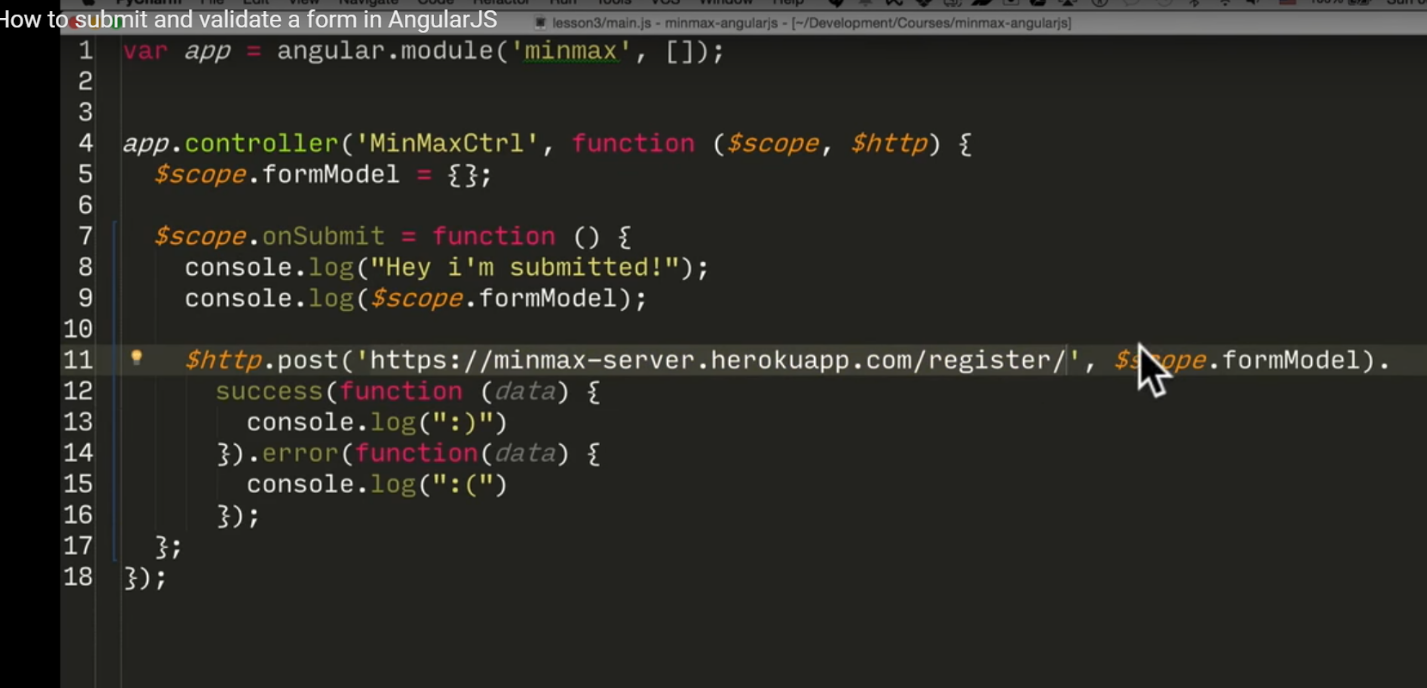 How to submit and validate a form in AngularJS
lesson3/main.js - minmax-angularjs - [~/Development/Courses/minmax-angularjs]
1 var app = angular.module('minmax', []);
2
3
4 app.controller('MinMaxCtrl', function ($scope, $http) {
5 $scope.formModel = {};
6
7 $scope.onSubmit = function () {
8 console.log("Hey i'm submitted!");
9 console.log($scope.formModel);
10
11 $http.post('https://minmax-server.herokuapp.com/register/', $scope.formModel).
12 success(function (data) {
13 console.log(":)")
14 }).error(function(data) {
15 console.log(":(")
16 });
17 };
18 });